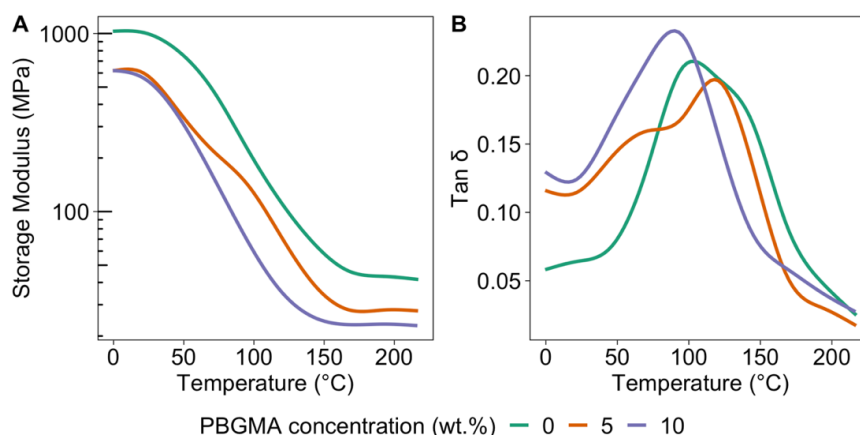 A
B
Storage Modulus (MPa)
1000
100
0 50 100 150 200
Temperature (°C)
Tan δ
0.20
0.15
0.10
0.05
0 50 100 150 200
Temperature (°C)
PBGMA concentration (wt.%) 0 5 10